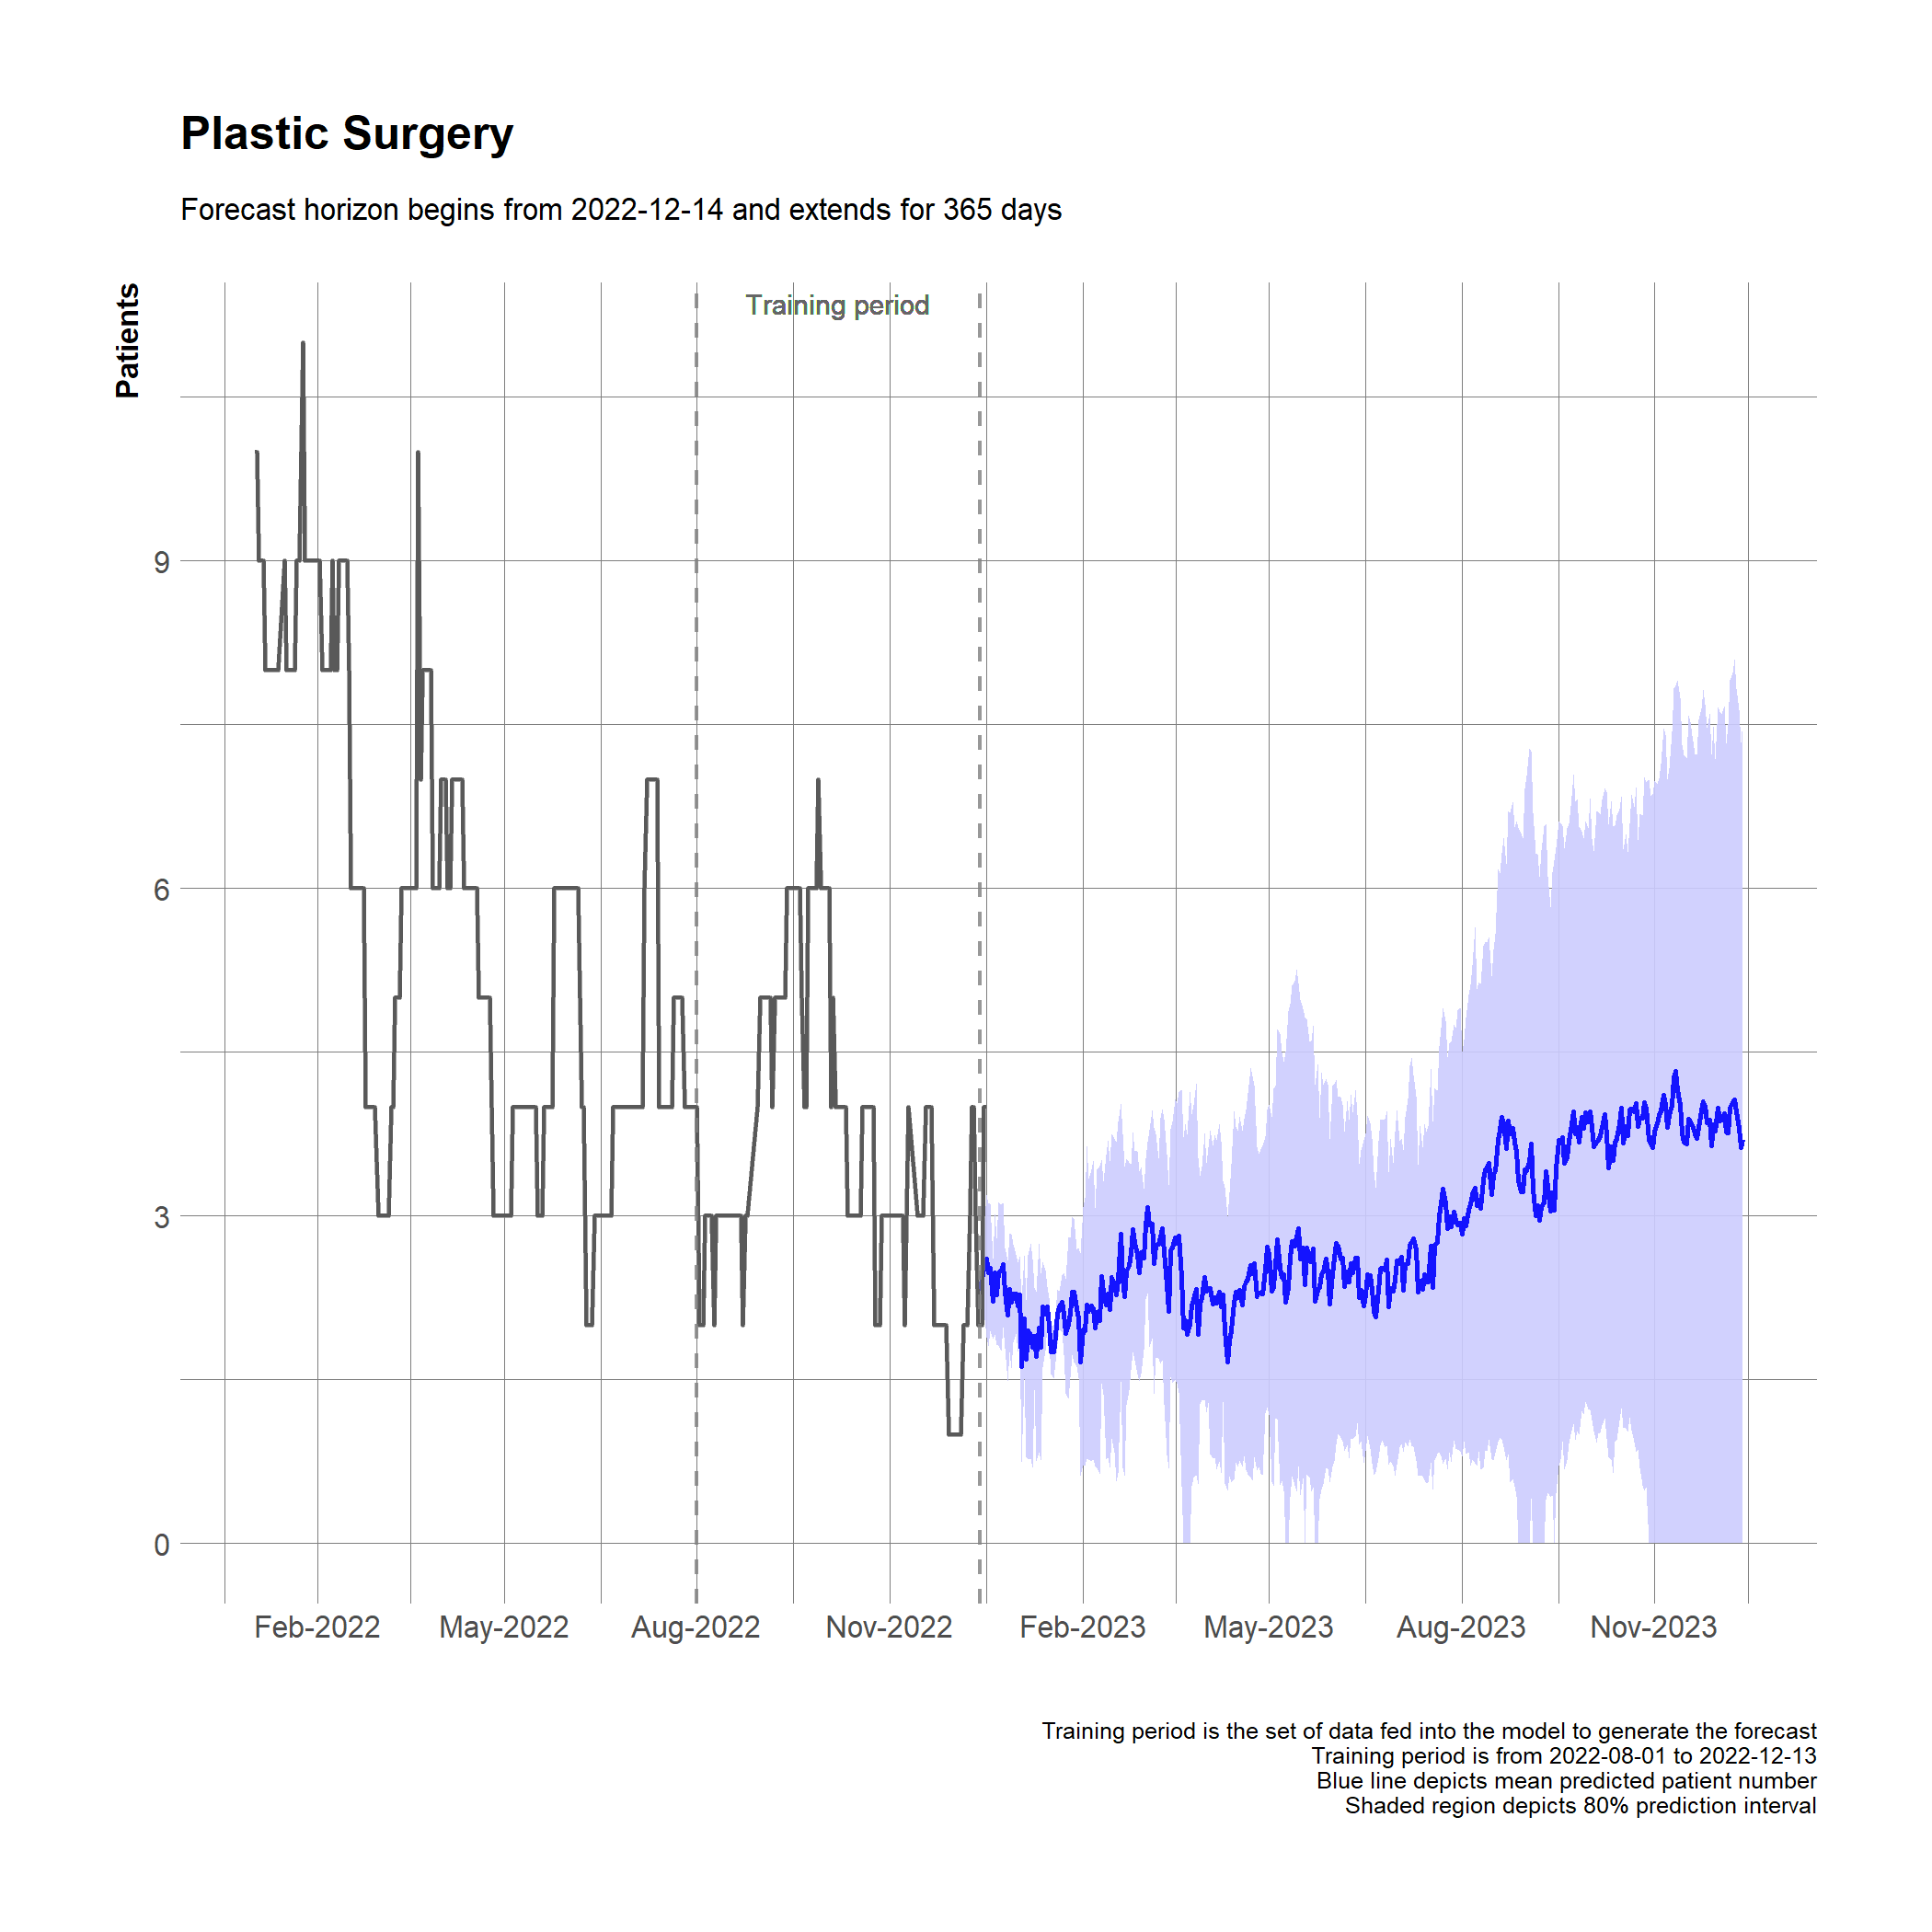 Plastic Surgery
Forecast horizon begins from 2022-12-14 and extends for 365 days
Patients
Training period
9
6
3
0
Feb-2022
May-2022
Aug-2022
Nov-2022
Feb-2023
May-2023
Aug-2023
Nov-2023
Training period is the set of data fed into the model to generate the forecast
Training period is from 2022-08-01 to 2022-12-13
Blue line depicts mean predicted patient number
Shaded region depicts 80% prediction interval